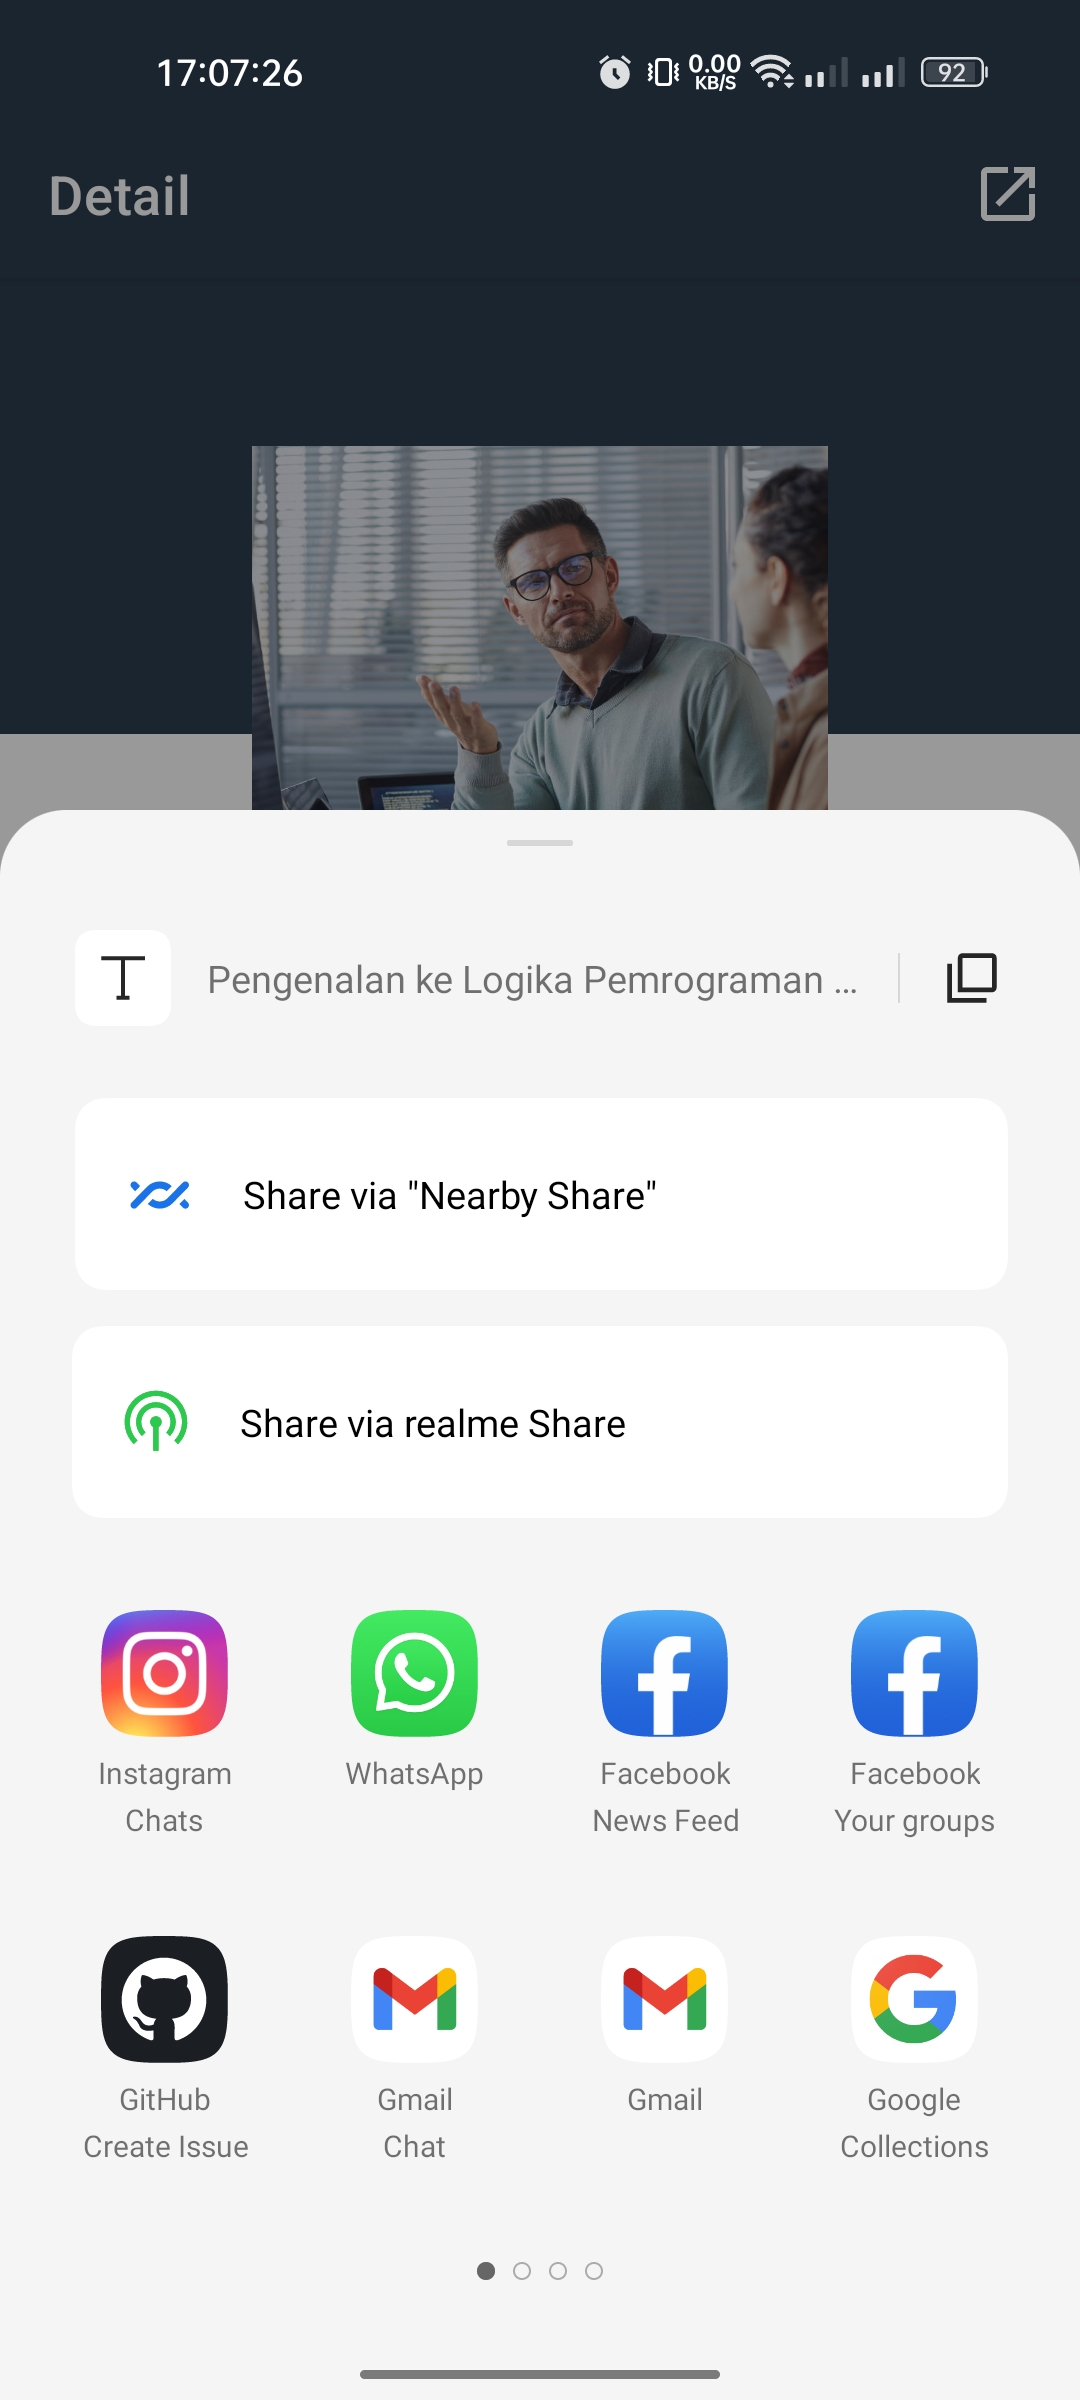 17:07:26
0.00
KB/S
92
Detail
Pengenalan ke Logika Pemrograman ...
Share via "Nearby Share"
Share via realme Share
Instagram
Chats
WhatsApp
Facebook
News Feed
Facebook
Your groups
GitHub
Create Issue
Gmail
Chat
Gmail
Google
Collections